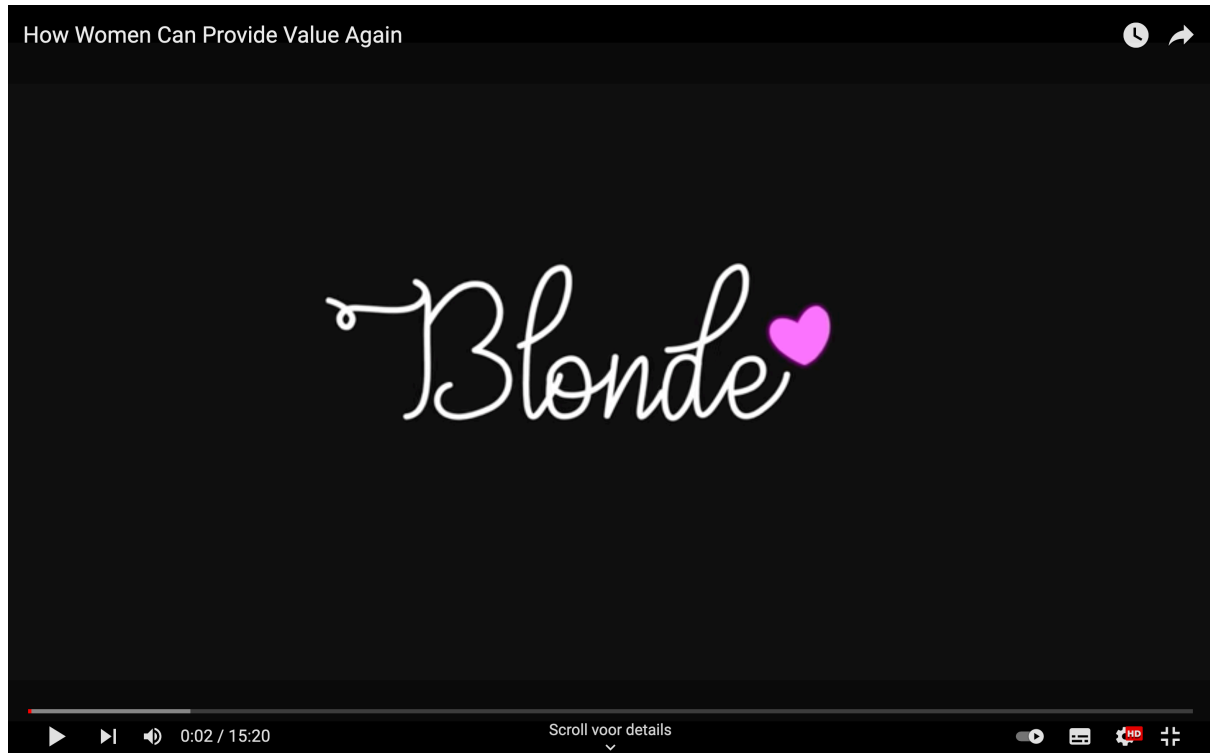 How Women Can Provide Value Again
Blonde
0:02 / 15:20
Scroll voor details
HD